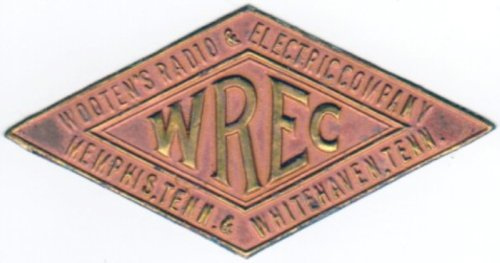 WOOTEN'S RADIO & ELECTRIC COMPANY
WREC
MEMPHIS, TENN. & WHITEHAVEN, TENN.